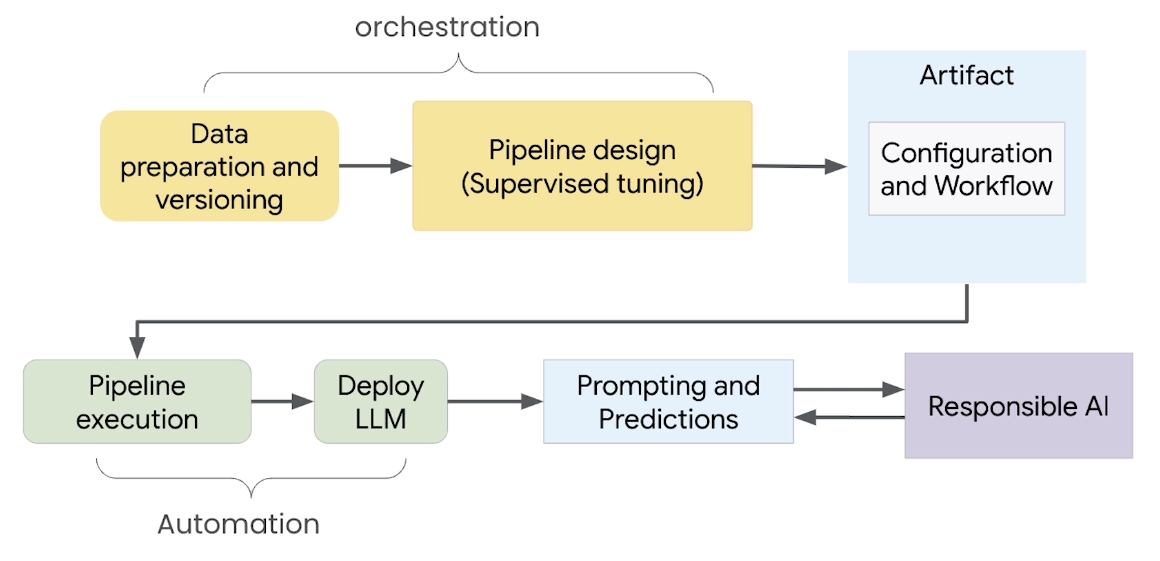 orchestration
Data
preparation and
versioning
Pipeline design
(Supervised tuning)
Artifact
Configuration
and Workflow
Pipeline
execution
Deploy
LLM
Prompting and
Predictions
Responsible AI
Automation